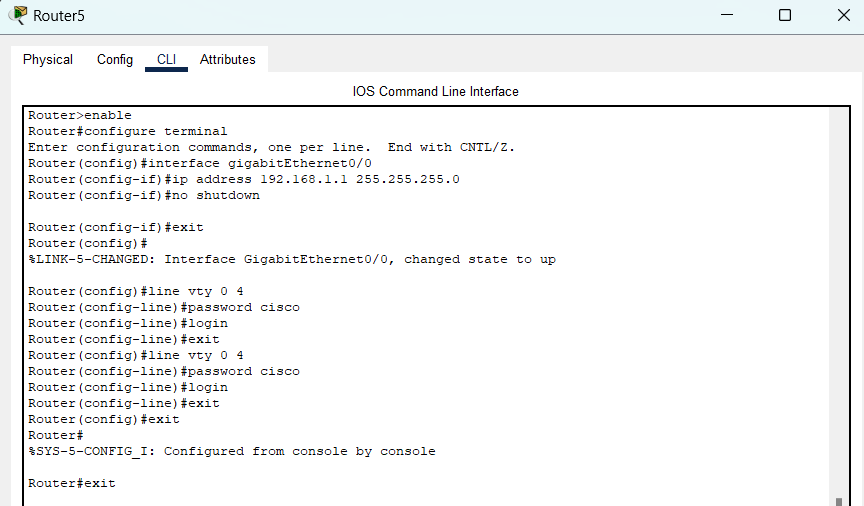 Router5
Physical Config CLI Attributes
IOS Command Line Interface
Router>enable
Router#configure terminal
Enter configuration commands, one per line.  End with CNTL/Z.
Router(config)#interface gigabitEthernet0/0
Router(config-if)#ip address 192.168.1.1 255.255.255.0
Router(config-if)#no shutdown
Router(config-if)#exit
Router(config)#
%LINK-5-CHANGED: Interface GigabitEthernet0/0, changed state to up
Router(config)#line vty 0 4
Router(config-line)#password cisco
Router(config-line)#login
Router(config-line)#exit
Router(config)#line vty 0 4
Router(config-line)#password cisco
Router(config-line)#login
Router(config-line)#exit
Router(config)#exit
Router#
%SYS-5-CONFIG_I: Configured from console by console
Router#exit